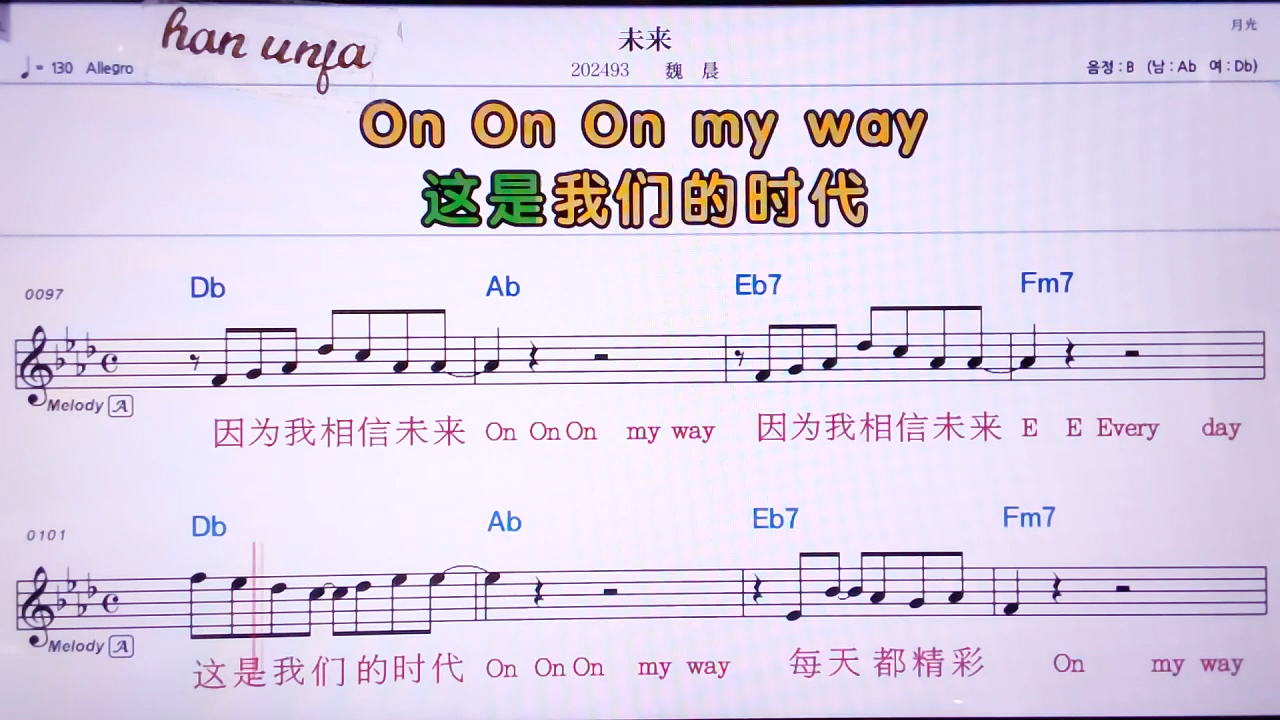 han unfa
未来
月光
♩= 130 Allegro
202493 魏 晨
음정 : B (남 : Ab 여 : Db)
On On On my way
这是我们的时代
0097
Db Ab Eb7 Fm7
Melody A
因为我相信未来 On On On my way 因为我相信未来 E E Every day
0101
Db Ab Eb7 Fm7
Melody A
这是我们的时代 On On On my way 每天都精彩 On my way